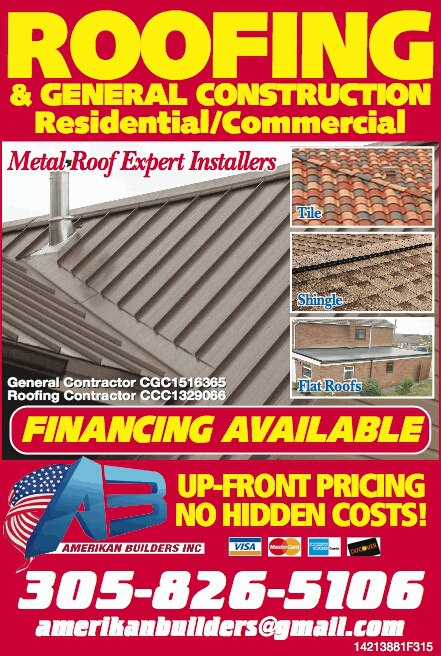 ROOFING
& GENERAL CONSTRUCTION
Residential/Commercial
Metal Roof Expert Installers
Tile
Shingle
Flat Roofs
General Contractor CGC1516365
Roofing Contractor CCC1329066
FINANCING AVAILABLE
AB
AMERIKAN BUILDERS INC
UP-FRONT PRICING
NO HIDDEN COSTS!
VISA MasterCard DISCOVER
305-826-5106
amerikanbuilders@gmail.com
14213881F315